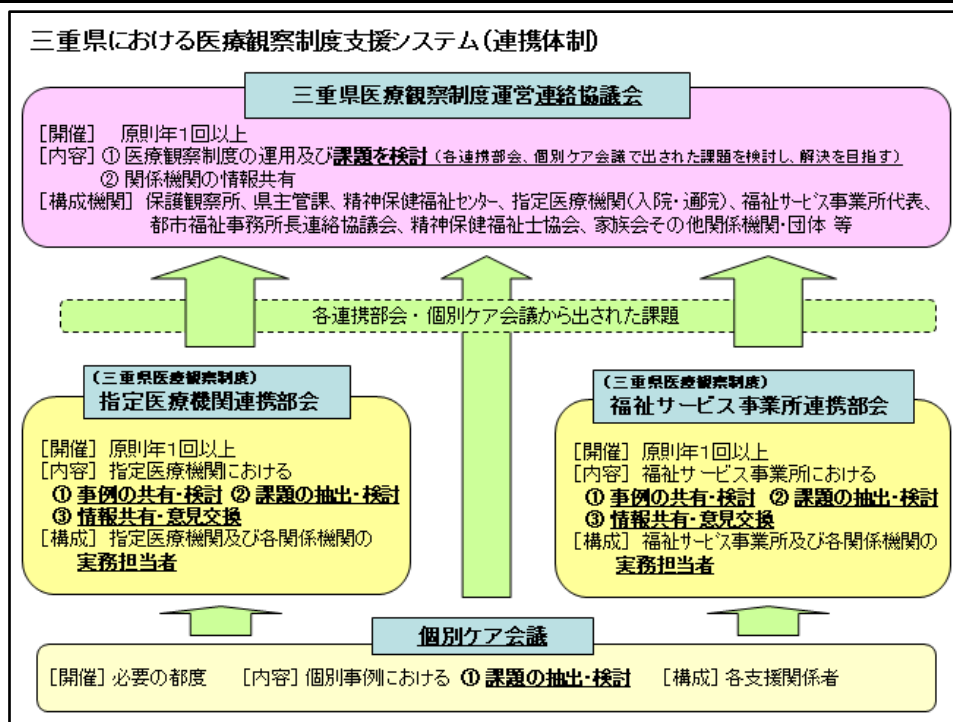 三重県における医療観察制度支援システム(連携体制)
三重県医療観察制度運営連絡協議会
[開催] 原則年1回以上
[内容] ① 医療観察制度の運用及び課題を検討(各連携部会、個別ケア会議で出された課題を検討し、解決を目指す)
② 関係機関の情報共有
[構成機関] 保護観察所、県主管課、精神保健福祉センター、指定医療機関(入院・通院)、福祉サービス事業所代表、
都市福祉事務所長連絡協議会、精神保健福祉士協会、家族会その他関係機関・団体 等
各連携部会・個別ケア会議から出された課題
(三重県医療観察制度)
指定医療機関連携部会
[開催] 原則年1回以上
[内容] 指定医療機関における
① 事例の共有・検討 ② 課題の抽出・検討
③ 情報共有・意見交換
[構成] 指定医療機関及び各関係機関の
実務担当者
(三重県医療観察制度)
福祉サービス事業所連携部会
[開催] 原則年1回以上
[内容] 福祉サービス事業所における
① 事例の共有・検討 ② 課題の抽出・検討
③ 情報共有・意見交換
[構成] 福祉サービス事業所及び各関係機関の
実務担当者
個別ケア会議
[開催] 必要の都度 [内容] 個別事例における ① 課題の抽出・検討 [構成] 各支援関係者